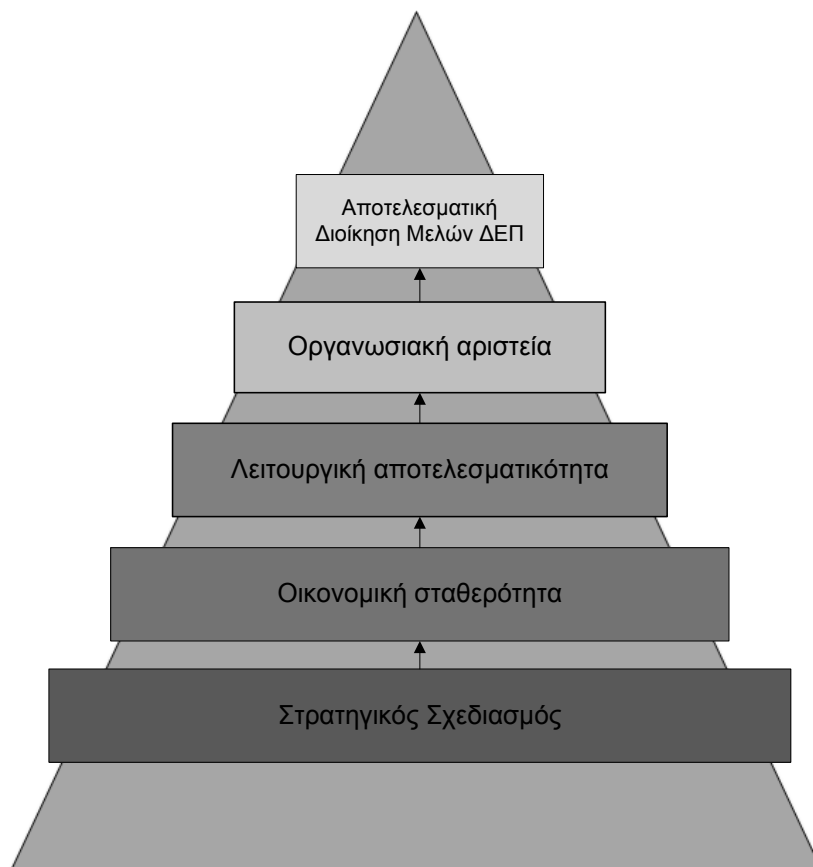 Αποτελεσματική
Διοίκηση Μελών ΔΕΠ
Οργανωσιακή αριστεία
Λειτουργική αποτελεσματικότητα
Οικονομική σταθερότητα
Στρατηγικός Σχεδιασμός